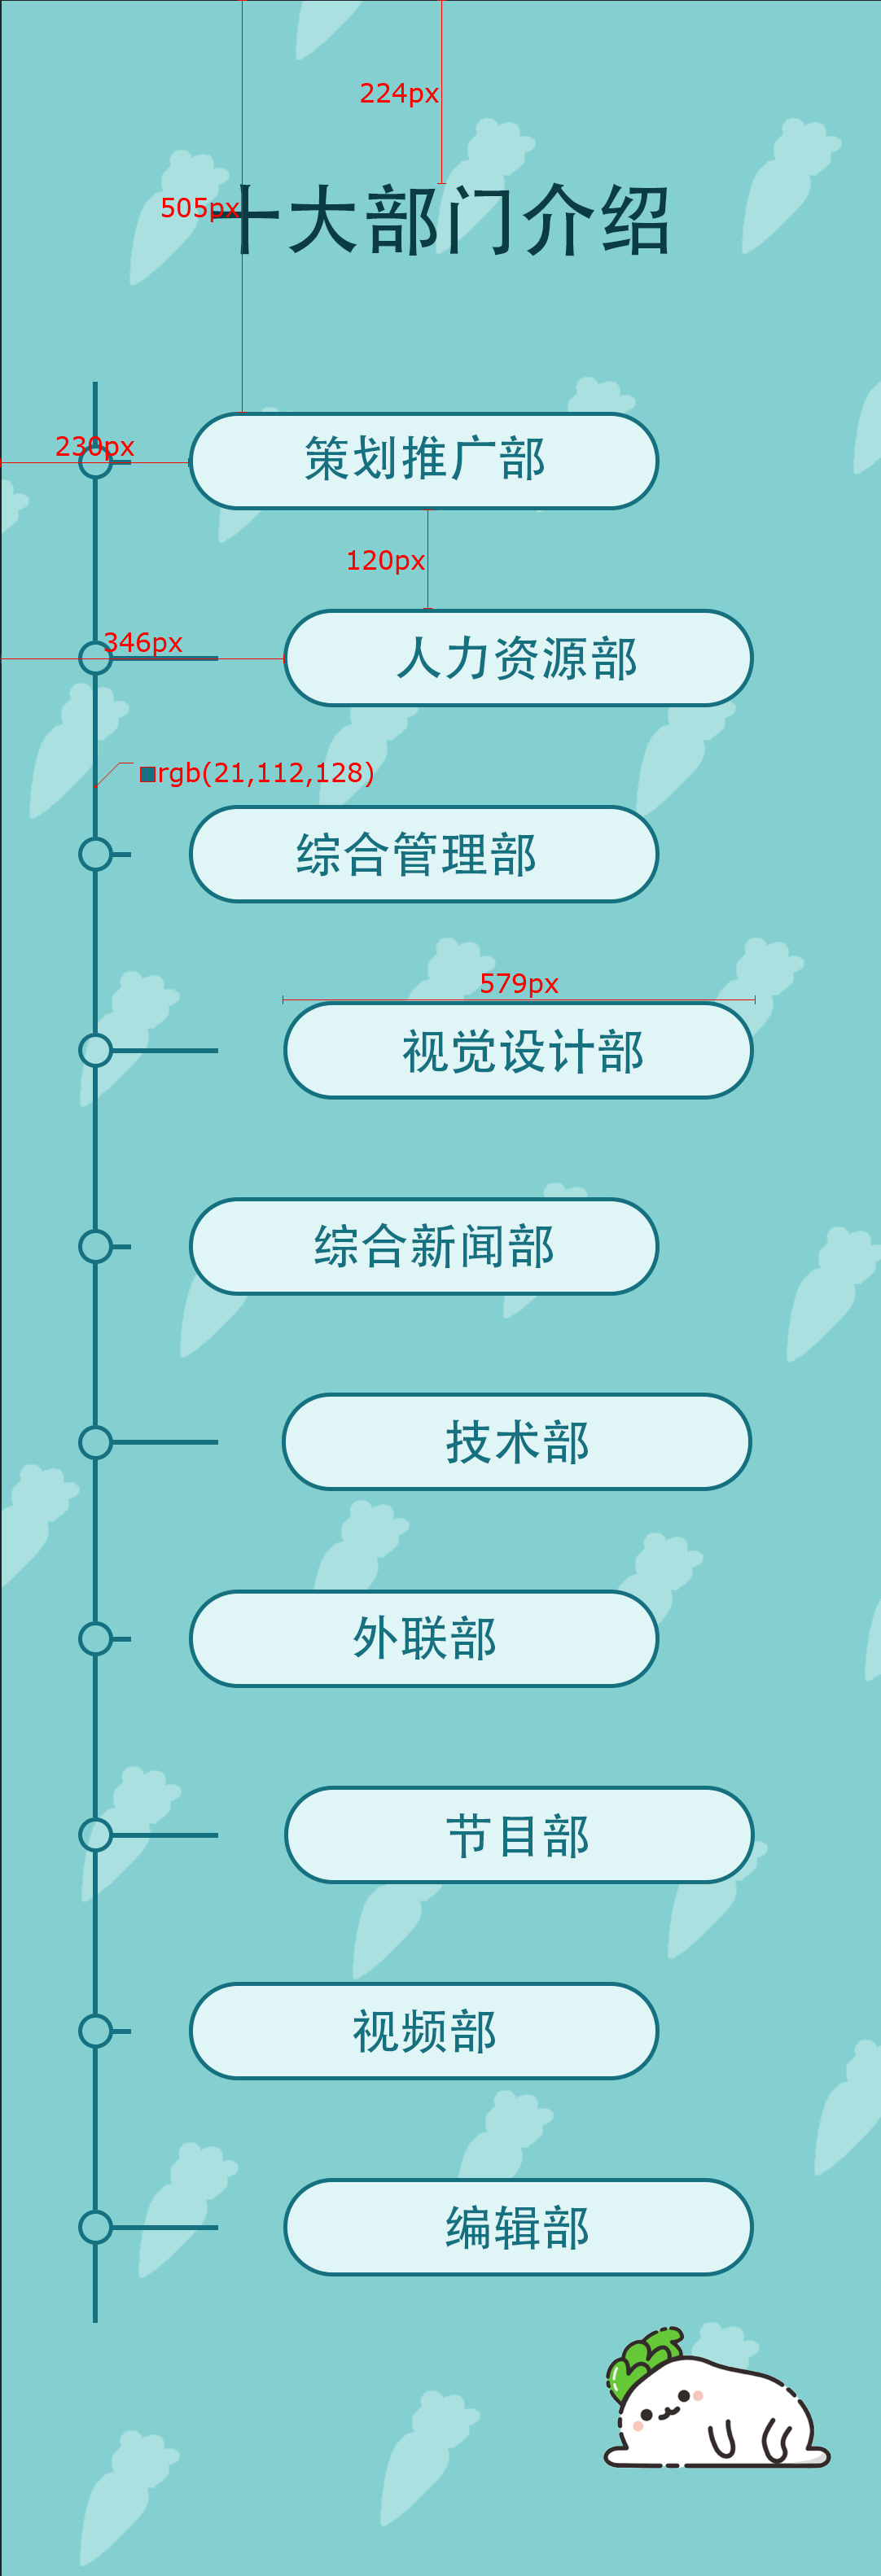 224px
505px
十大部门介绍
230px
策划推广部
120px
346px
人力资源部
rgb(21,112,128)
综合管理部
579px
视觉设计部
综合新闻部
技术部
外联部
节目部
视频部
编辑部